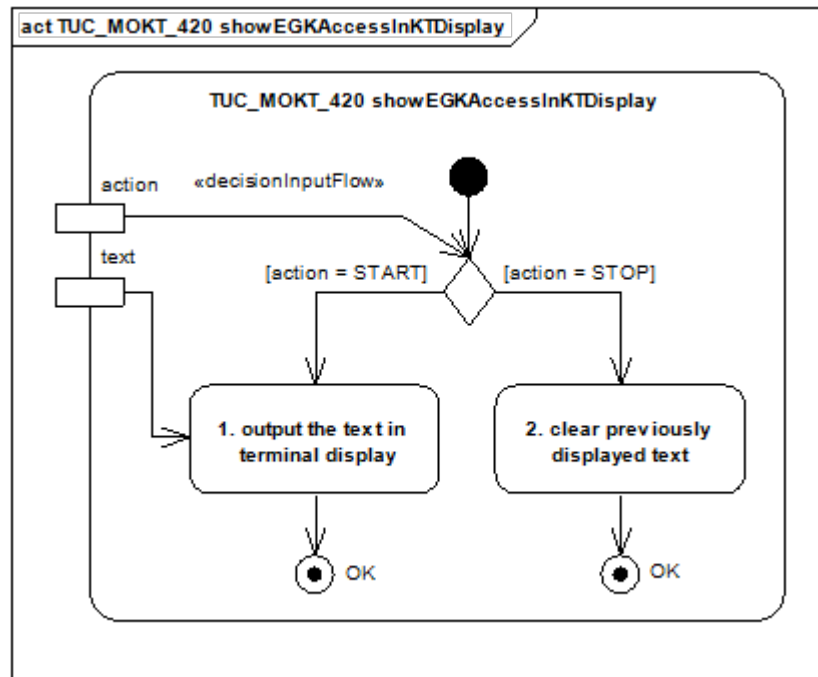 act TUC_MOKT_420 showEGKAccessInKTDisplay
TUC_MOKT_420 showEGKAccessInKTDisplay
action
«decisionInputFlow»
text
[action = START]
[action = STOP]
1. output the text in
terminal display
2. clear previously
displayed text
OK
OK